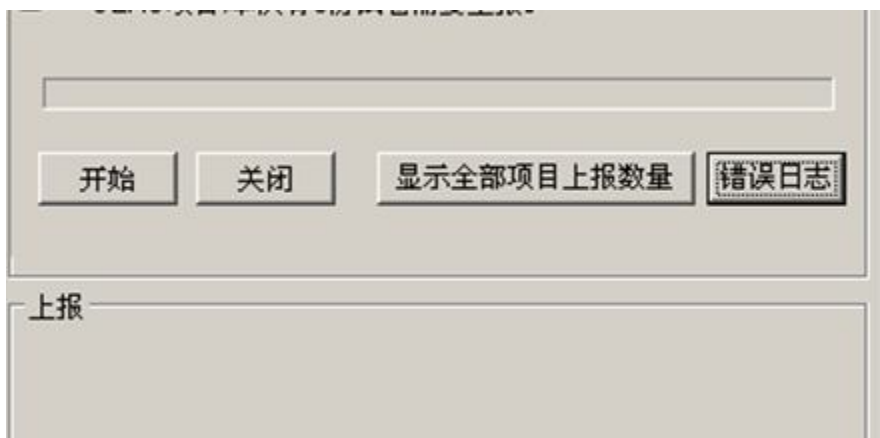 开始
关闭
显示全部项目上报数量
错误日志
上报